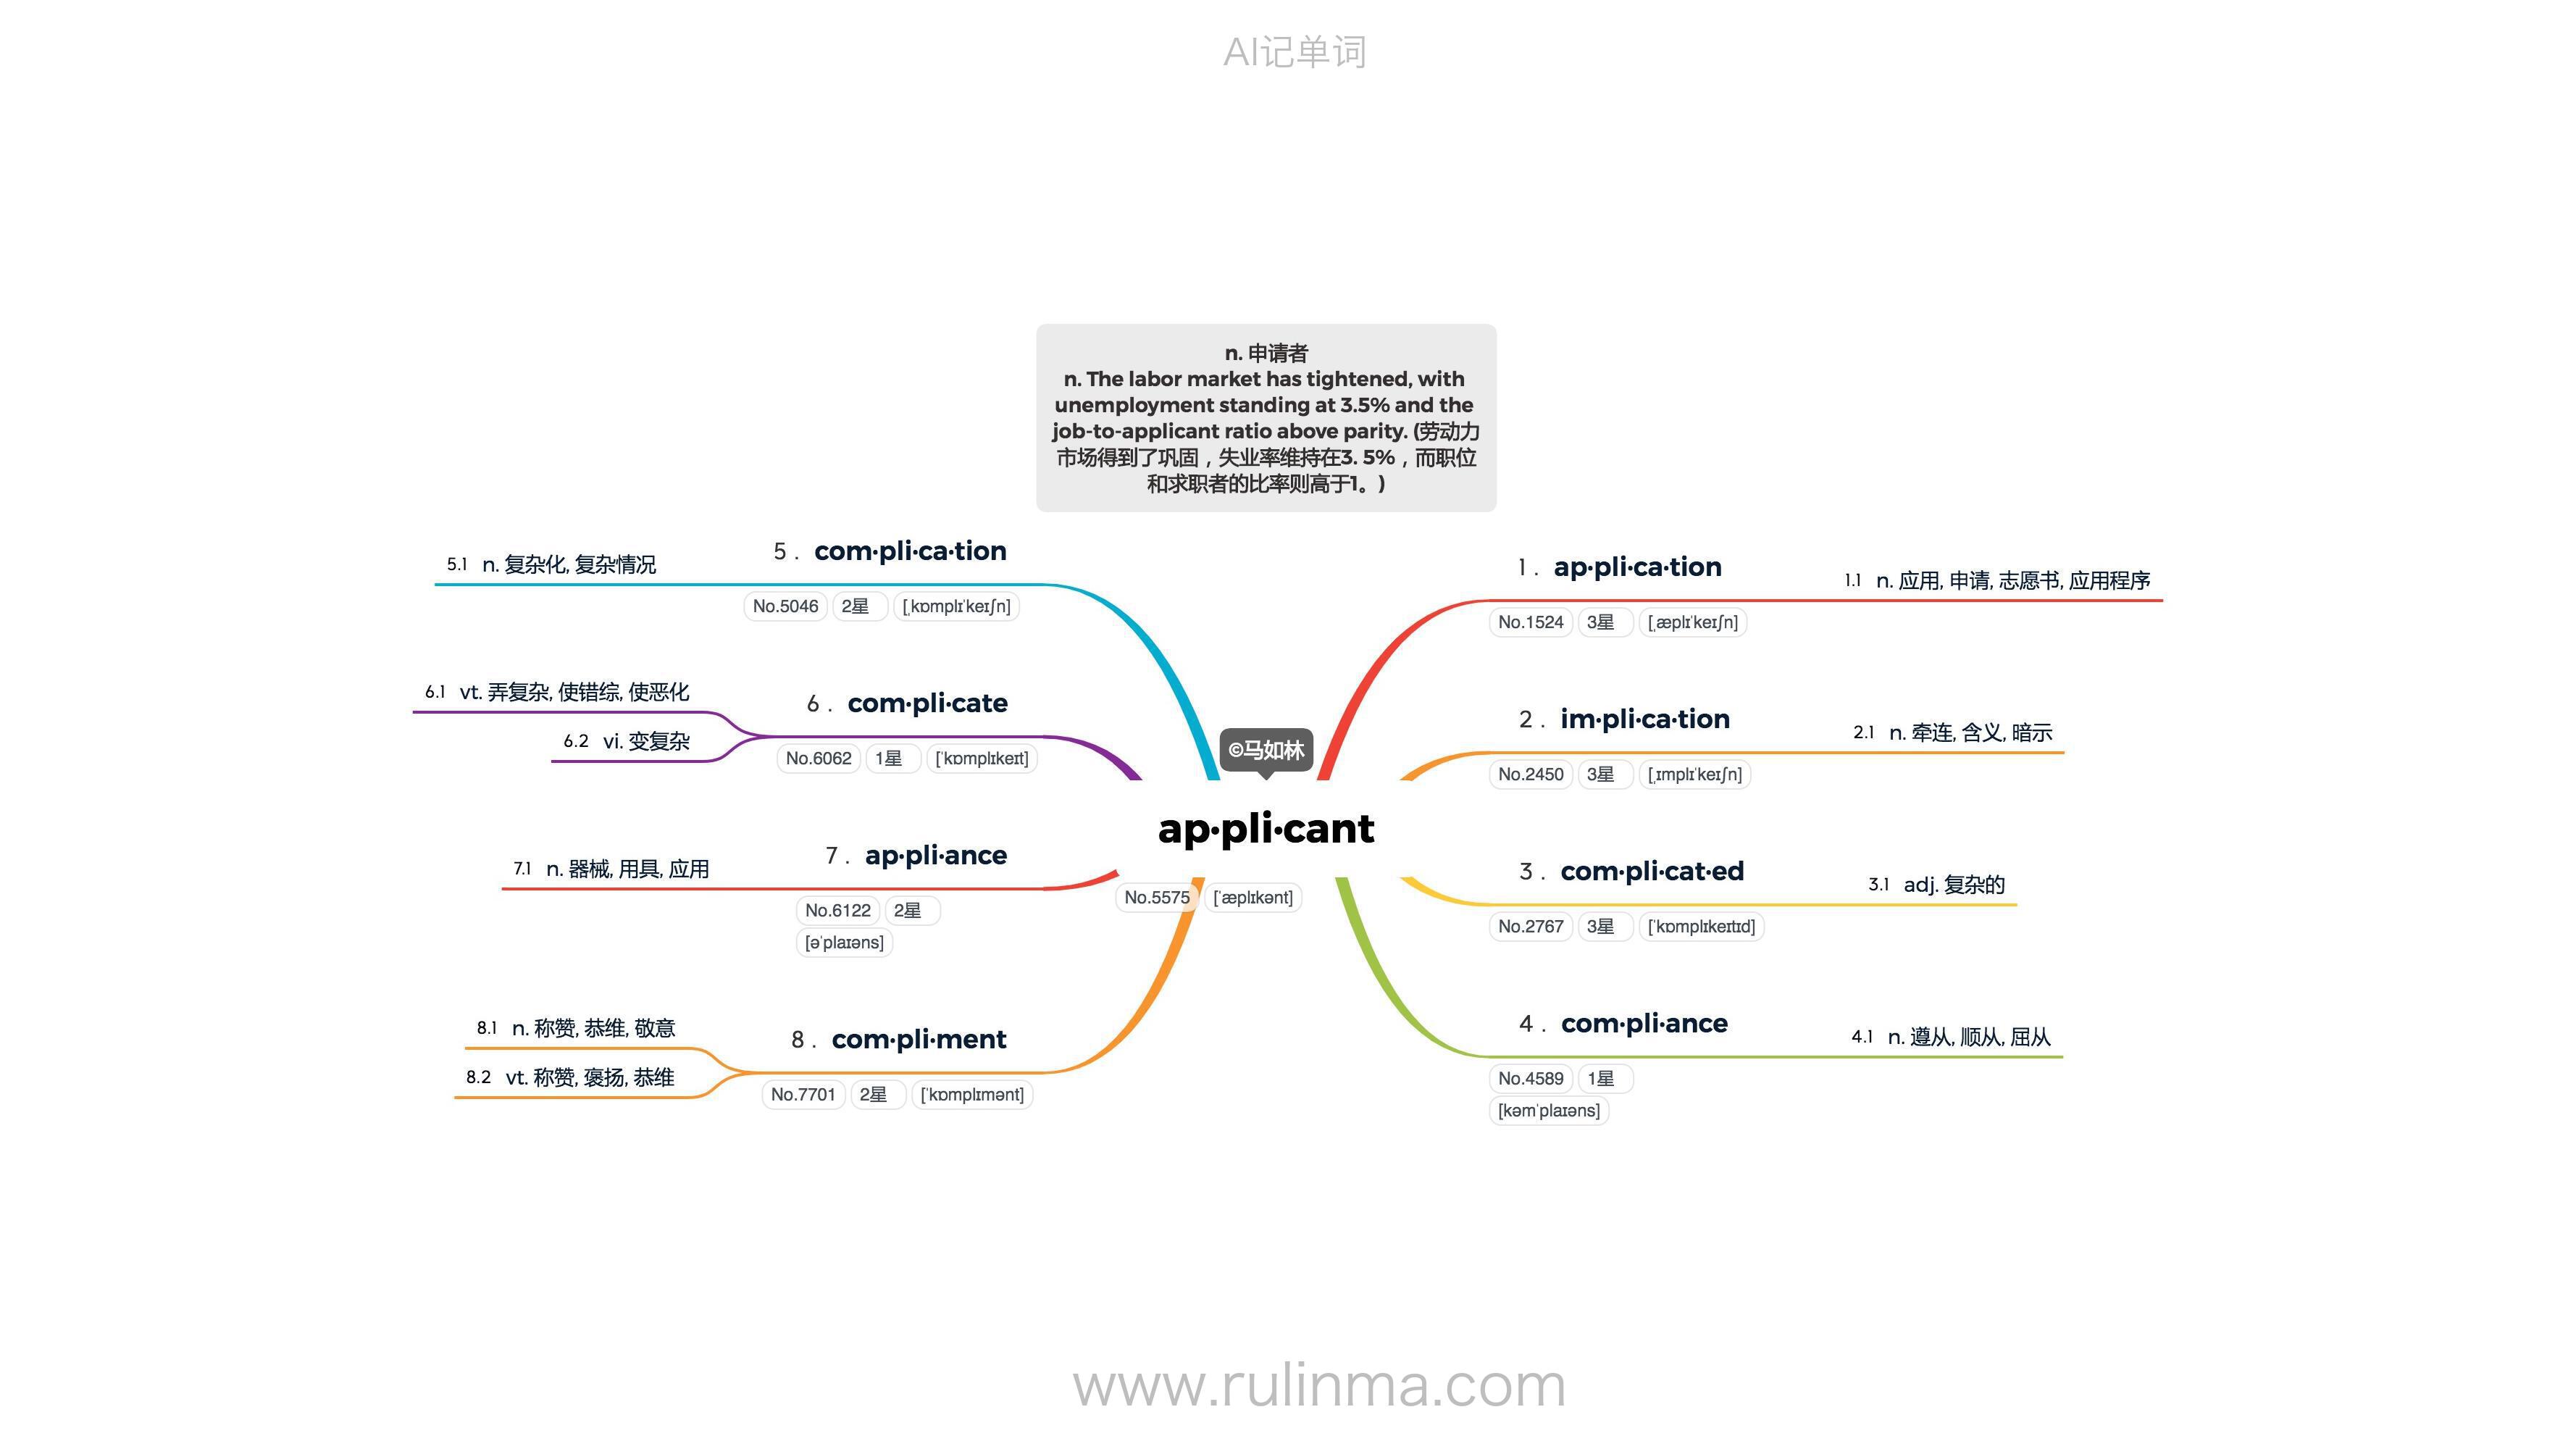 AI记单词
n. 申请者
n. The labor market has tightened, with
unemployment standing at 3.5% and the
job-to-applicant ratio above parity. (劳动力
市场得到了巩固，失业率维持在3. 5%，而职位
和求职者的比率则高于1。)
©马如林
ap·pli·cant
No.5575 [ˈæplɪkənt]
1 . ap·pli·ca·tion
No.1524 3星 [ˌæplɪˈkeɪʃn]
1.1 n. 应用, 申请, 志愿书, 应用程序
2 . im·pli·ca·tion
No.2450 3星 [ˌɪmplɪˈkeɪʃn]
2.1 n. 牵连, 含义, 暗示
3 . com·pli·cat·ed
No.2767 3星 [ˈkɒmplɪkeɪtɪd]
3.1 adj. 复杂的
4 . com·pli·ance
No.4589 1星
[kəmˈplaɪəns]
4.1 n. 遵从, 顺从, 屈从
5 . com·pli·ca·tion
No.5046 2星 [ˌkɒmplɪˈkeɪʃn]
5.1 n. 复杂化, 复杂情况
6 . com·pli·cate
No.6062 1星 [ˈkɒmplɪkeɪt]
6.1 vt. 弄复杂, 使错综, 使恶化
6.2 vi. 变复杂
7 . ap·pli·ance
No.6122 2星
[əˈplaɪəns]
7.1 n. 器械, 用具, 应用
8 . com·pli·ment
No.7701 2星 [ˈkɒmplɪmənt]
8.1 n. 称赞, 恭维, 敬意
8.2 vt. 称赞, 褒扬, 恭维
www.rulinma.com